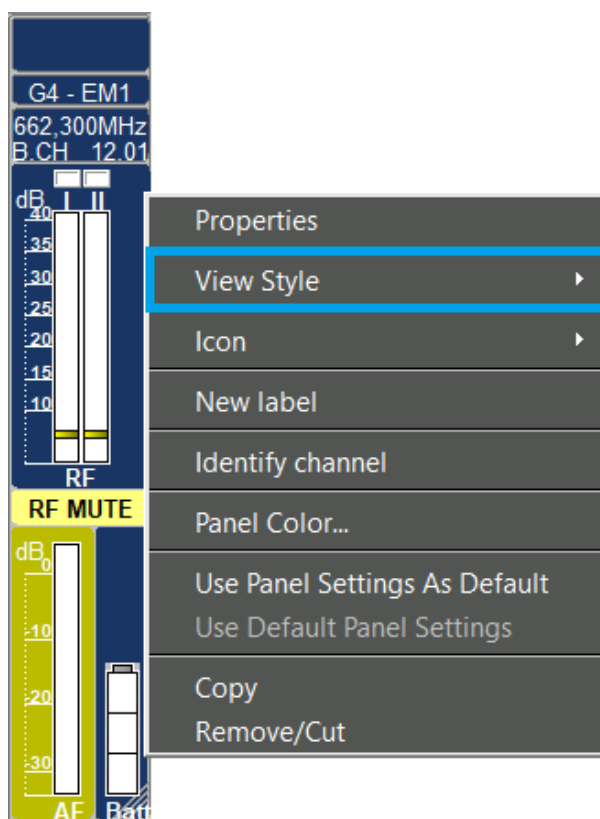 G4 - EM1
662,300MHz
B.CH 12.01
dB I II
40
35
30
25
20
15
10
RF
RF MUTE
dB
0
-10
-20
-30
AF Batt
Properties
View Style
Icon
New label
Identify channel
Panel Color...
Use Panel Settings As Default
Use Default Panel Settings
Copy
Remove/Cut